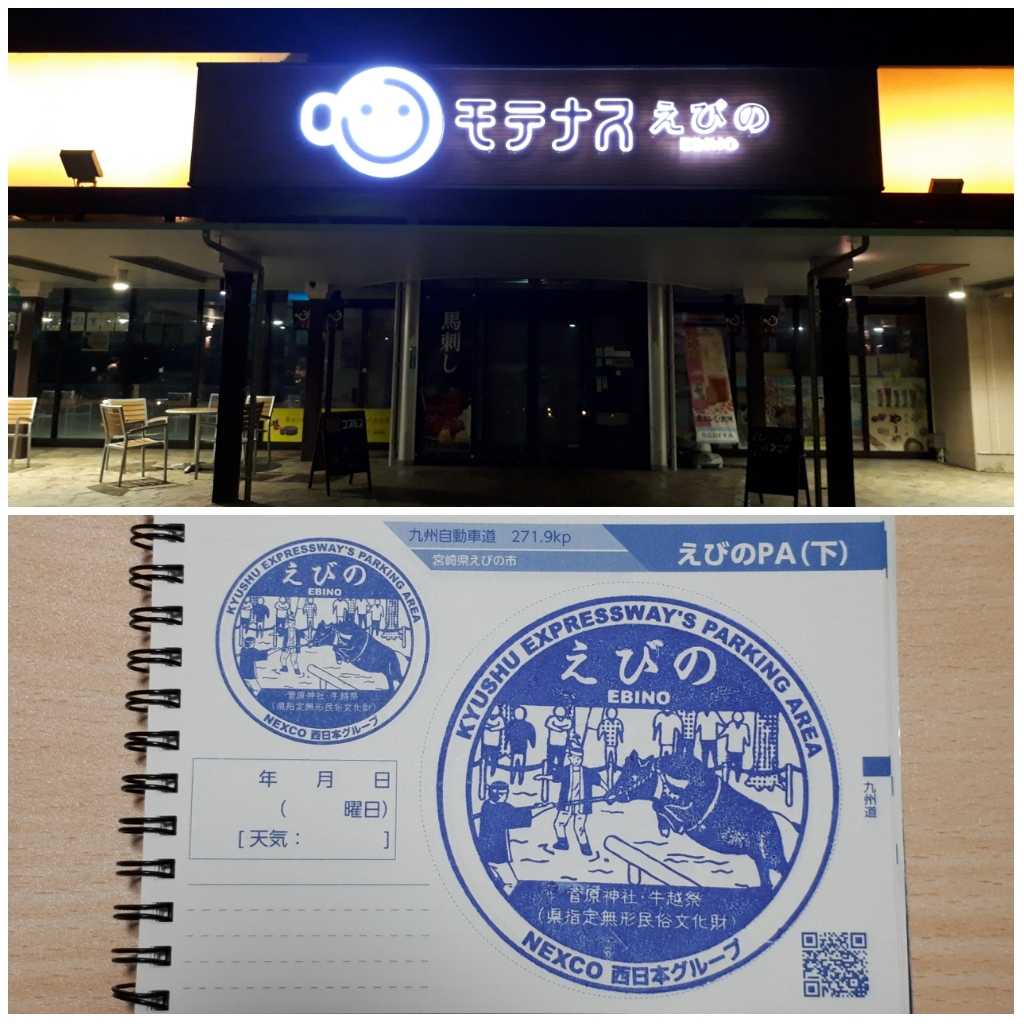 モテナス えびの
EBINO
馬刺し
九州自動車道 271.9kp
宮崎県えびの市
えびのPA(下)
KYUSHU EXPRESSWAY'S PARKING AREA
えびの
EBINO
菅原神社・牛越祭
(県指定無形民俗文化財)
NEXCO 西日本グループ
年 月 日
( 曜日)
[天気: ]
KYUSHU EXPRESSWAY'S PARKING AREA
えびの
EBINO
菅原神社・牛越祭
(県指定無形民俗文化財)
NEXCO 西日本グループ
九州道